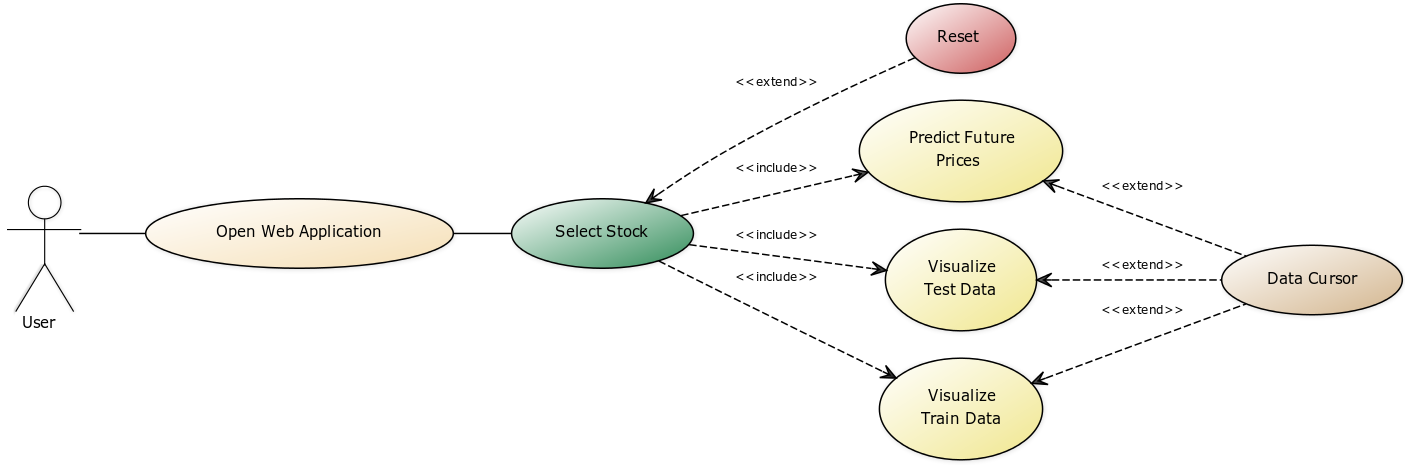 Reset
<<extend>>
Predict Future
Prices
<<include>>
<<extend>>
Open Web Application
Select Stock
<<include>>
Visualize
Test Data
<<extend>>
Data Cursor
<<include>>
<<extend>>
User
Visualize
Train Data